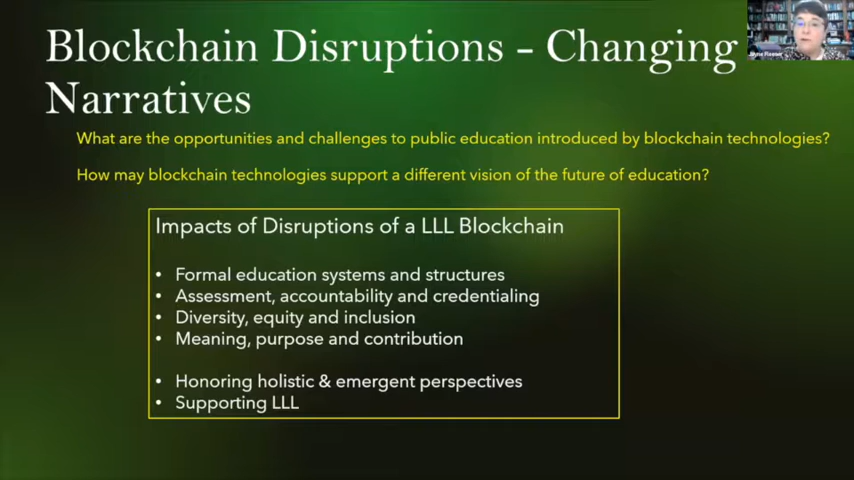 Blockchain Disruptions - Changing
Narratives
What are the opportunities and challenges to public education introduced by blockchain technologies?
How may blockchain technologies support a different vision of the future of education?
Impacts of Disruptions of a LLL Blockchain
• Formal education systems and structures
• Assessment, accountability and credentialing
• Diversity, equity and inclusion
• Meaning, purpose and contribution
• Honoring holistic & emergent perspectives
• Supporting LLL